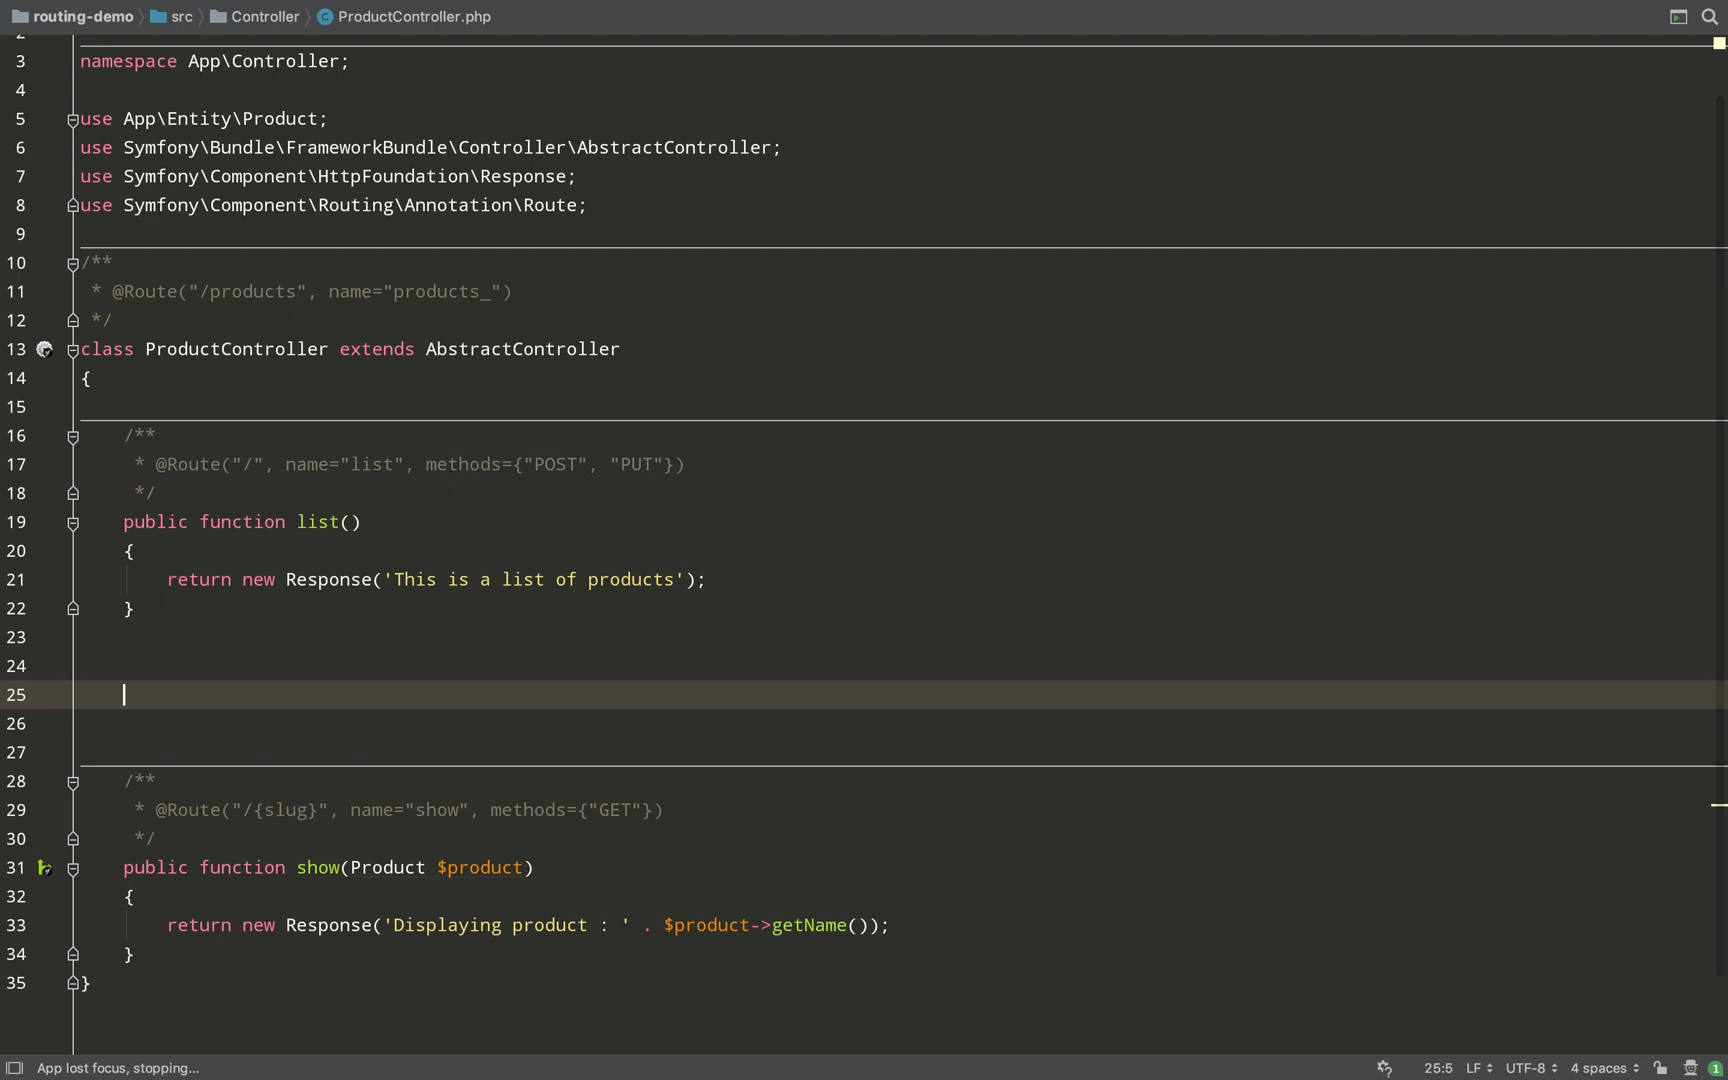 routing-demo src Controller ProductController.php
2
3 namespace App\Controller;
4
5 use App\Entity\Product;
6 use Symfony\Bundle\FrameworkBundle\Controller\AbstractController;
7 use Symfony\Component\HttpFoundation\Response;
8 use Symfony\Component\Routing\Annotation\Route;
9
10 /**
11  * @Route("/products", name="products_")
12  */
13 class ProductController extends AbstractController
14 {
15
16     /**
17      * @Route("/", name="list", methods={"POST", "PUT"})
18      */
19     public function list()
20     {
21         return new Response('This is a list of products');
22     }
23
24
25
26
27
28     /**
29      * @Route("/{slug}", name="show", methods={"GET"})
30      */
31     public function show(Product $product)
32     {
33         return new Response('Displaying product : ' . $product->getName());
34     }
35 }
App lost focus, stopping... 25:5 LF UTF-8 4 spaces 1